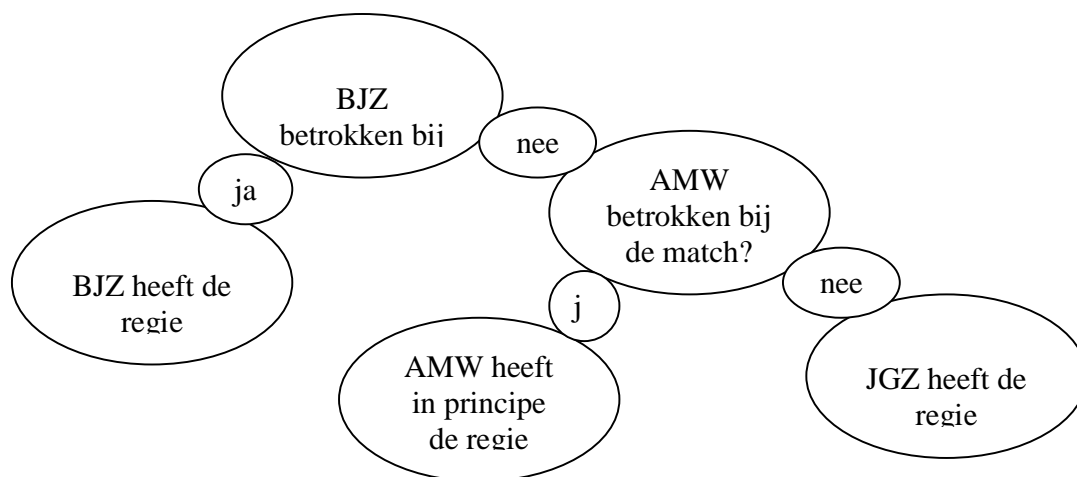 BJZ
betrokken bij
nee
ja
AMW
betrokken bij
de match?
BJZ heeft de
regie
j
nee
AMW heeft
in principe
de regie
JGZ heeft de
regie